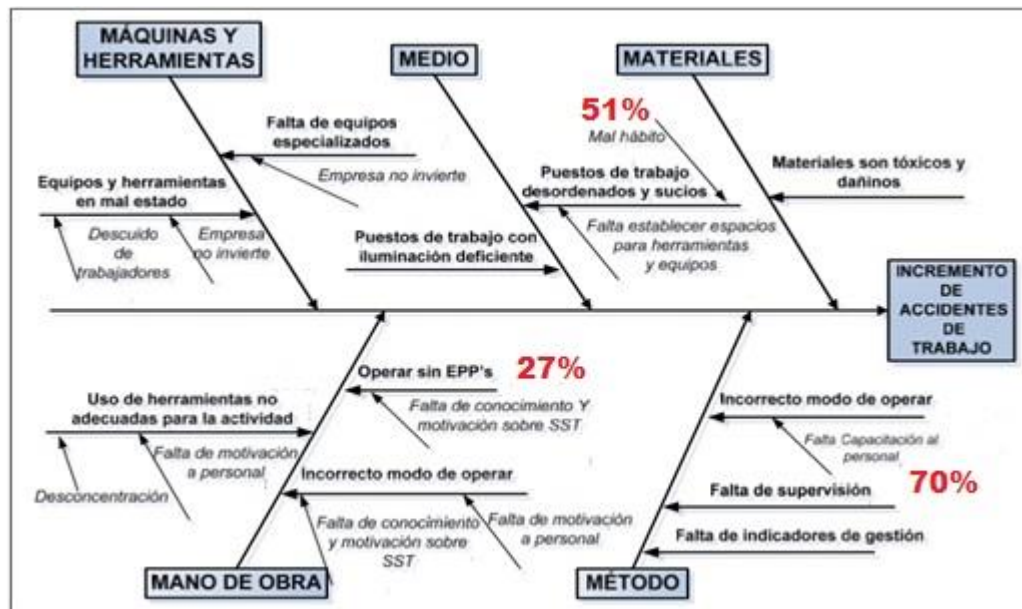 MÁQUINAS Y
HERRAMIENTAS
MEDIO
MATERIALES
Falta de equipos
especializados
Empresa no invierte
Equipos y herramientas
en mal estado
Descuido
de
trabajadores
Empresa
no invierte
51%
Mal hábito
Puestos de trabajo
desordenados y sucios
Falta establecer espacios
para herramientas
y equipos
Puestos de trabajo con
iluminación deficiente
Materiales son tóxicos y
dañinos
INCREMENTO
DE
ACCIDENTES
DE
TRABAJO
Operar sin EPP's
27%
Falta de conocimiento Y
motivación sobre SST
Uso de herramientas no
adecuadas para la actividad
Falta de motivación
a personal
Desconcentración
Incorrecto modo de operar
Falta de conocimiento
y motivación sobre
SST
Falta de motivación
a personal
Incorrecto modo de operar
Falta Capacitación al
personal
70%
Falta de supervisión
Falta de indicadores de gestión
MANO DE OBRA
MÉTODO